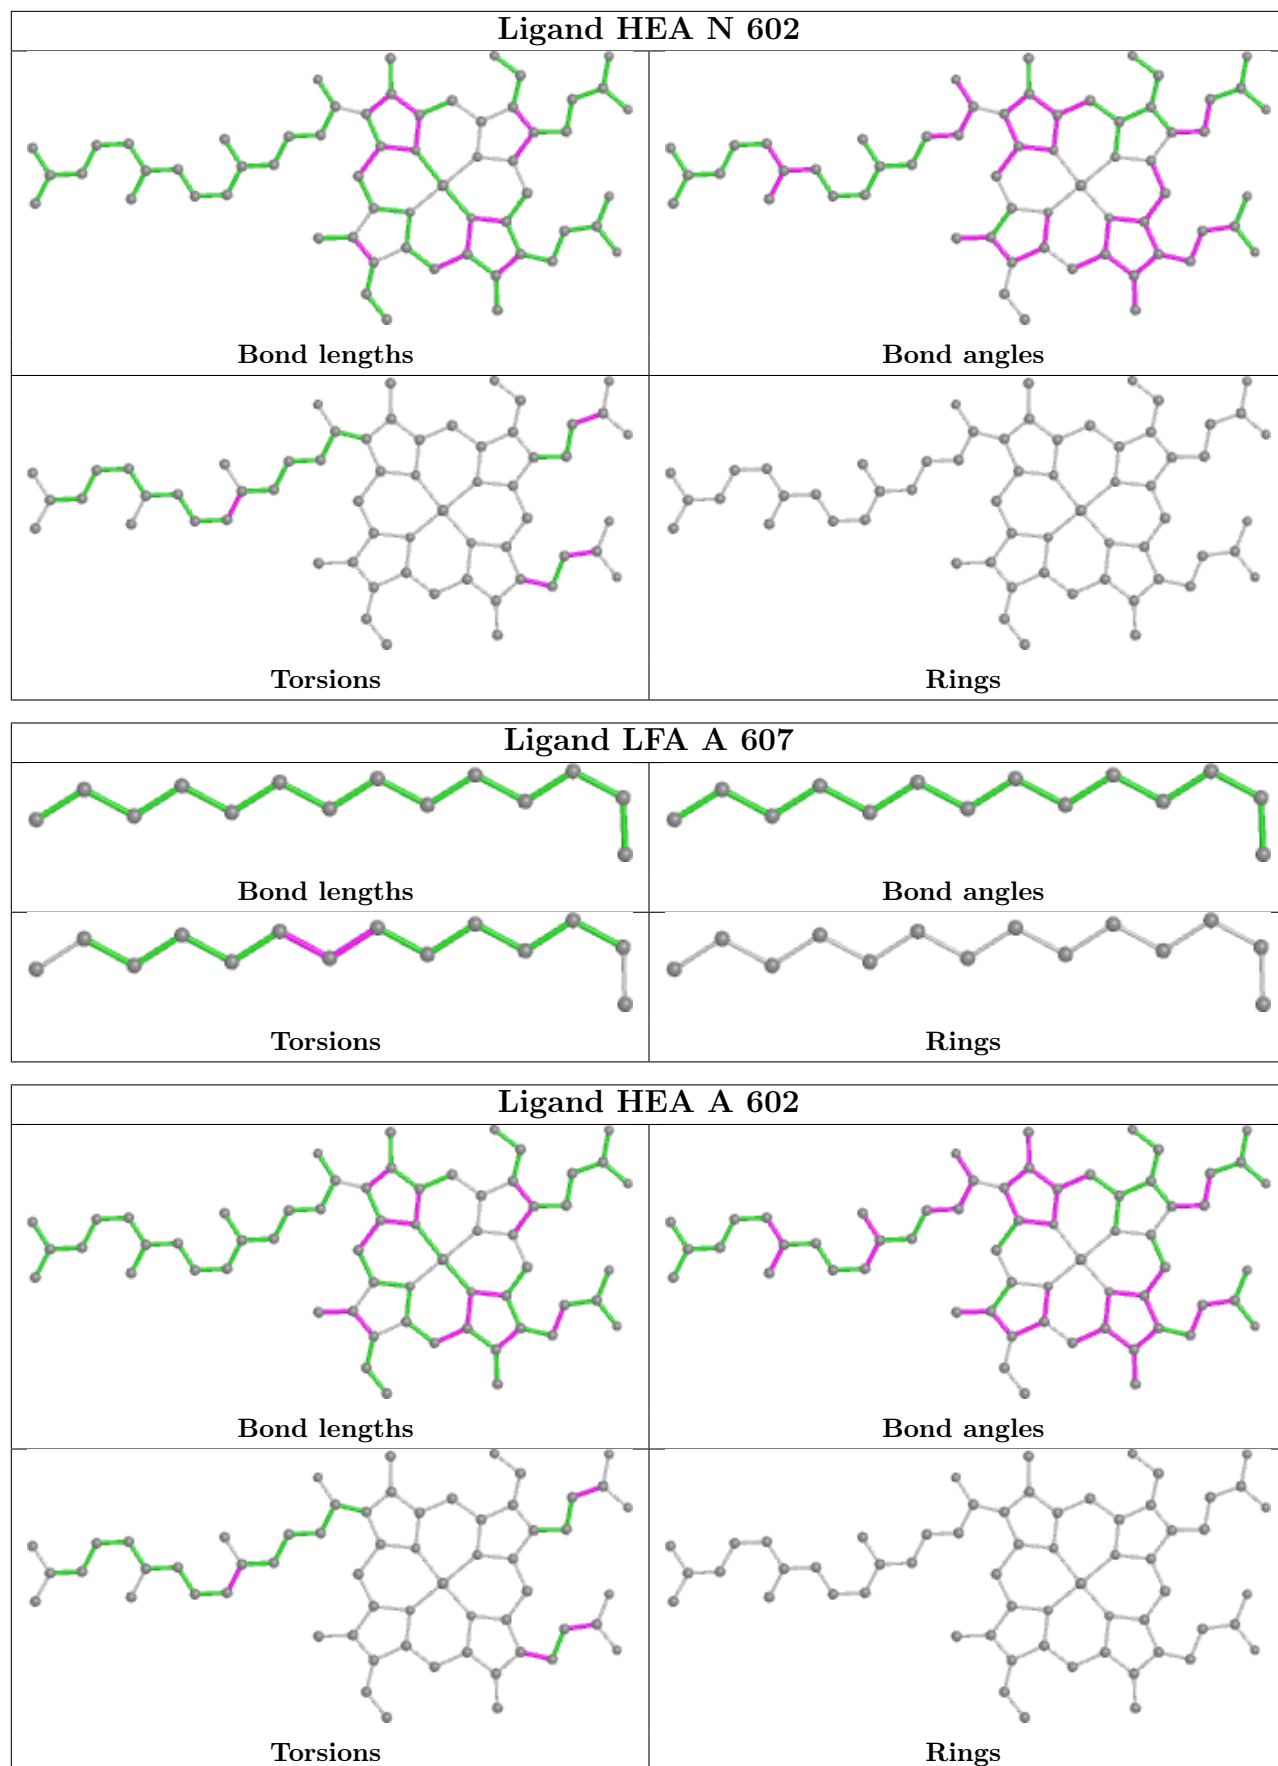 Ligand HEA N 602
Bond lengths
Bond angles
Torsions
Rings
Ligand LFA A 607
Bond lengths
Bond angles
Torsions
Rings
Ligand HEA A 602
Bond lengths
Bond angles
Torsions
Rings